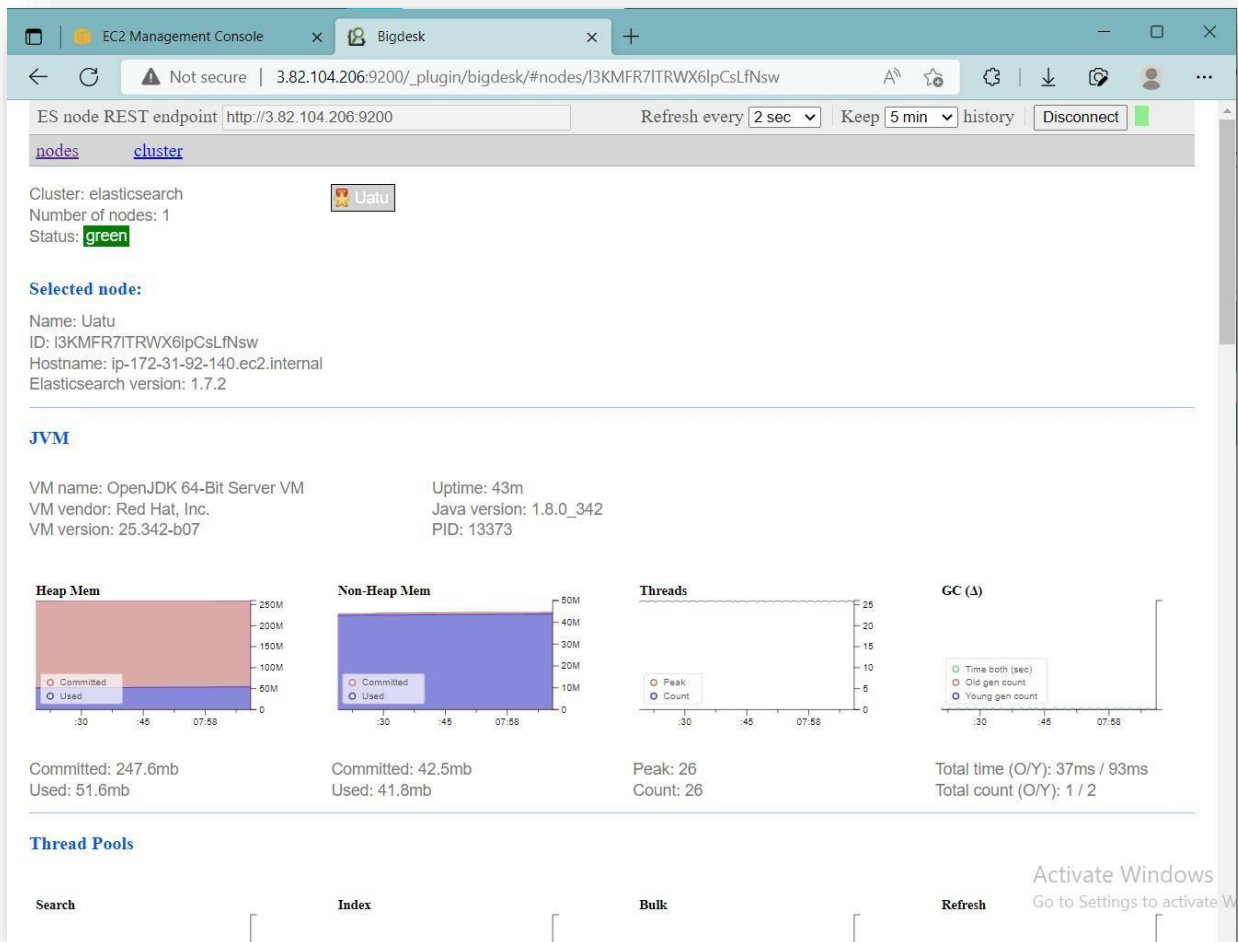 EC2 Management Console
Bigdesk
Not secure | 3.82.104.206:9200/_plugin/bigdesk/#nodes/l3KMFR7lTRWX6lpCsLfNsw
ES node REST endpoint http://3.82.104.206:9200 Refresh every 2 sec Keep 5 min history Disconnect
nodes cluster
Cluster: elasticsearch
Number of nodes: 1
Status: green
Uatu
Selected node:
Name: Uatu
ID: l3KMFR7lTRWX6lpCsLfNsw
Hostname: ip-172-31-92-140.ec2.internal
Elasticsearch version: 1.7.2
JVM
VM name: OpenJDK 64-Bit Server VM
VM vendor: Red Hat, Inc.
VM version: 25.342-b07
Uptime: 43m
Java version: 1.8.0_342
PID: 13373
Heap Mem
250M
200M
150M
100M
50M
0
Committed
Used
:30 :45 07:58
Committed: 247.6mb
Used: 51.6mb
Non-Heap Mem
50M
40M
30M
20M
10M
0
Committed
Used
:30 :45 07:58
Committed: 42.5mb
Used: 41.8mb
Threads
25
20
15
10
5
0
Peak
Count
:30 :45 07:58
Peak: 26
Count: 26
GC (Δ)
Time both (sec)
Old gen count
Young gen count
:30 :45 07:58
Total time (O/Y): 37ms / 93ms
Total count (O/Y): 1 / 2
Thread Pools
Search Index Bulk Refresh
Activate Windows
Go to Settings to activate W